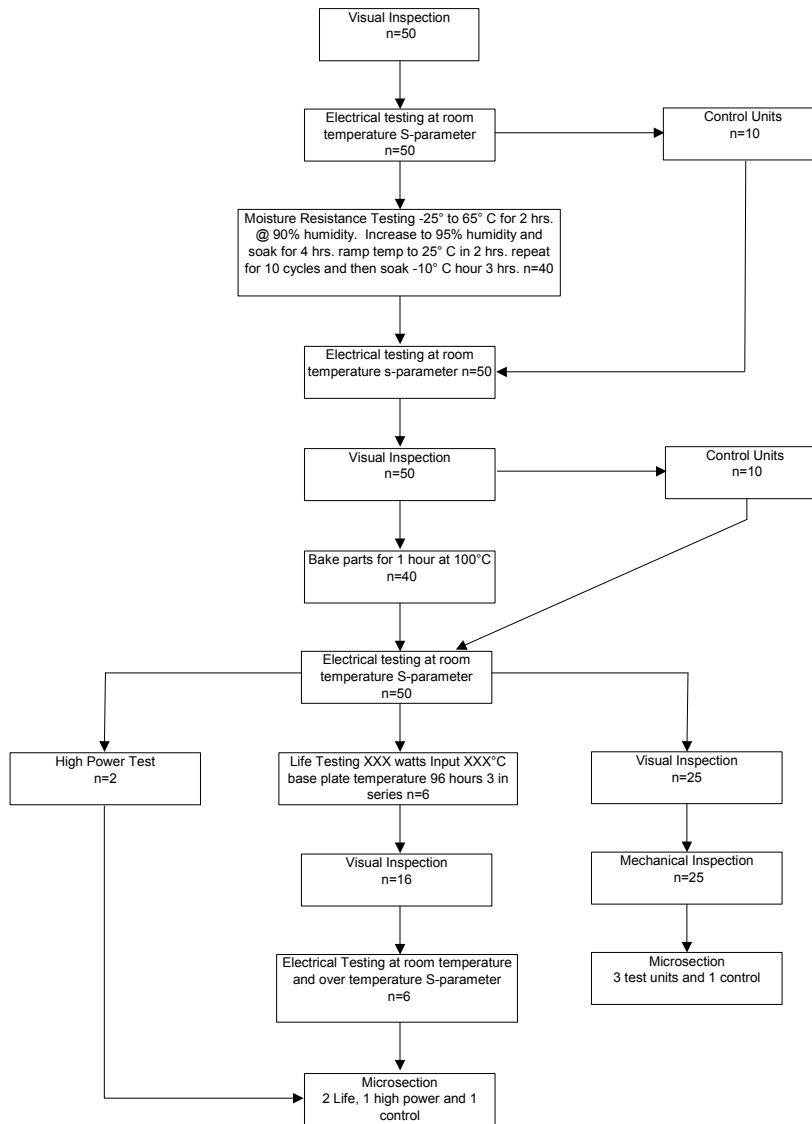 Visual Inspection
n=50
Electrical testing at room
temperature S-parameter
n=50
Control Units
n=10
Moisture Resistance Testing -25° to 65° C for 2 hrs.
@ 90% humidity.  Increase to 95% humidity and
soak for 4 hrs. ramp temp to 25° C in 2 hrs. repeat
for 10 cycles and then soak -10° C hour 3 hrs. n=40
Electrical testing at room
temperature s-parameter n=50
Visual Inspection
n=50
Control Units
n=10
Bake parts for 1 hour at 100°C
n=40
Electrical testing at room
temperature S-parameter
n=50
High Power Test
n=2
Life Testing XXX watts Input XXX°C
base plate temperature 96 hours 3 in
series n=6
Visual Inspection
n=25
Visual Inspection
n=16
Mechanical Inspection
n=25
Electrical Testing at room temperature
and over temperature S-parameter
n=6
Microsection
3 test units and 1 control
Microsection
2 Life, 1 high power and 1
control